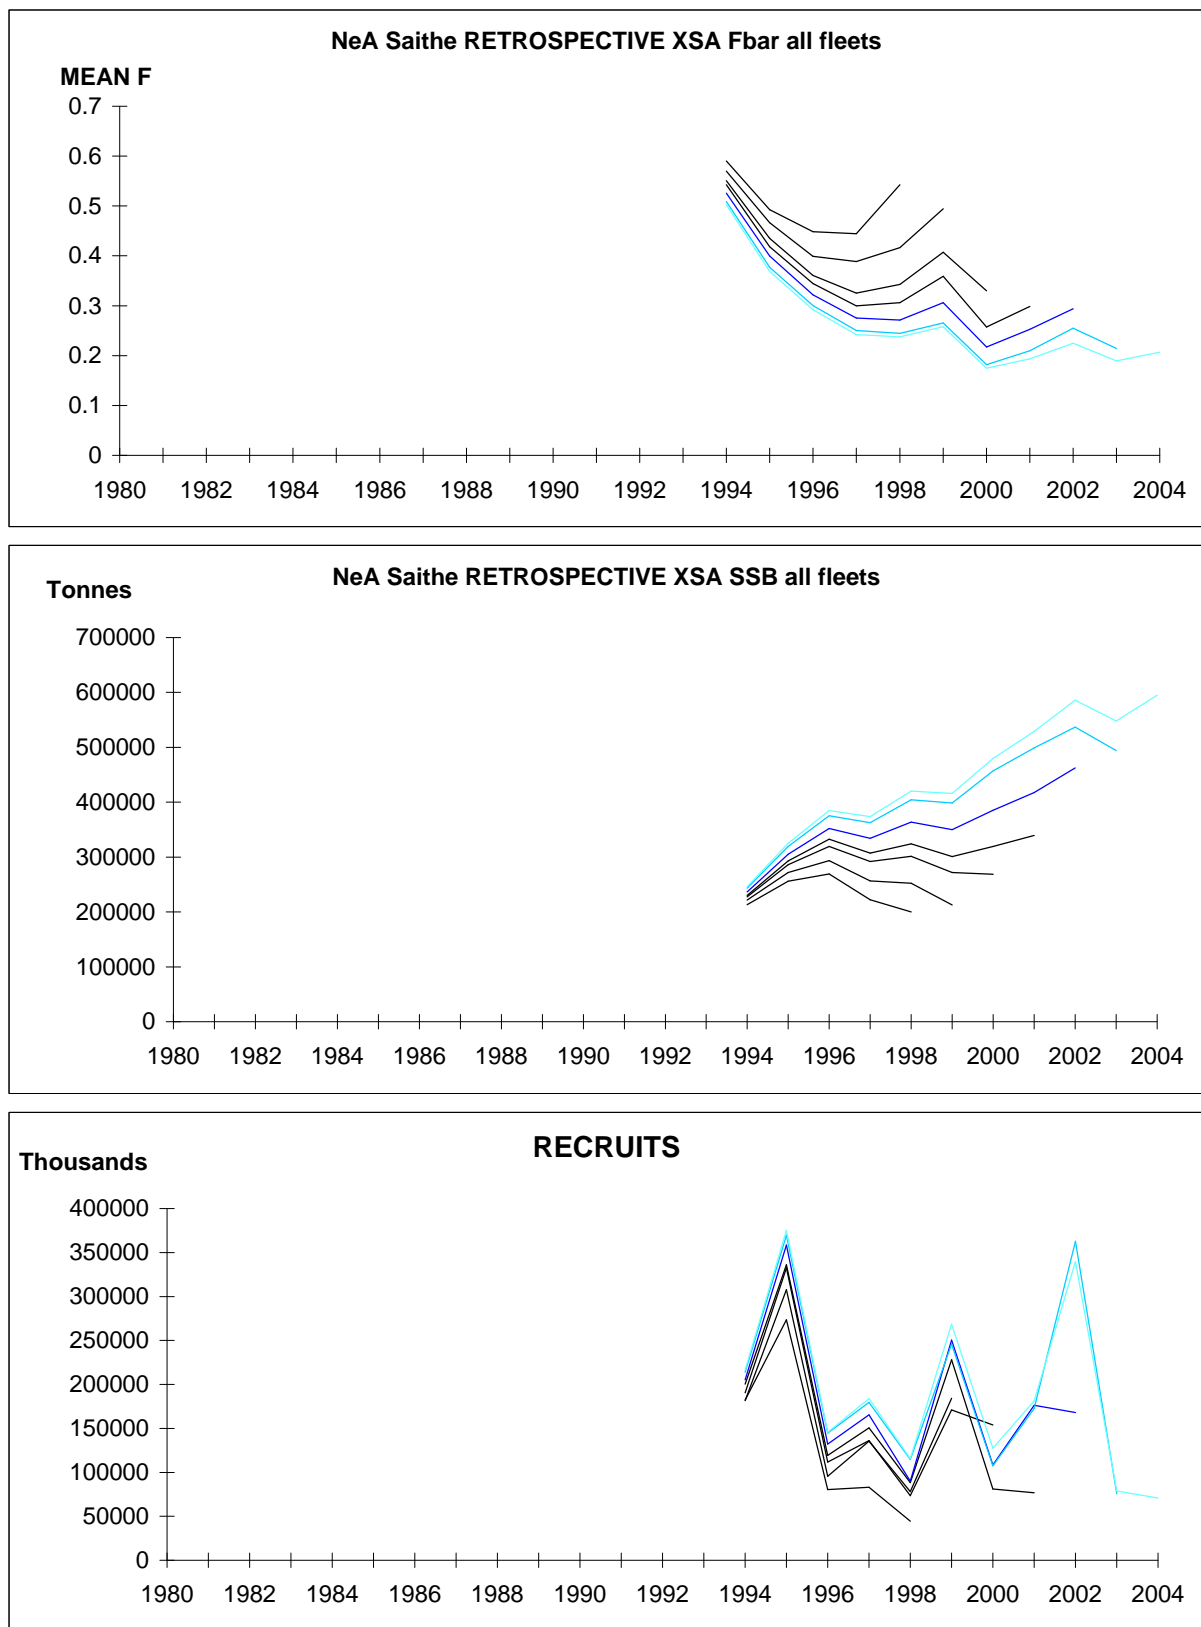 NeA Saithe RETROSPECTIVE XSA Fbar all fleets
MEAN F
0.7
0.6
0.5
0.4
0.3
0.2
0.1
0
1980 1982 1984 1986 1988 1990 1992 1994 1996 1998 2000 2002 2004
NeA Saithe RETROSPECTIVE XSA SSB all fleets
Tonnes
700000
600000
500000
400000
300000
200000
100000
0
1980 1982 1984 1986 1988 1990 1992 1994 1996 1998 2000 2002 2004
RECRUITS
Thousands
400000
350000
300000
250000
200000
150000
100000
50000
0
1980 1982 1984 1986 1988 1990 1992 1994 1996 1998 2000 2002 2004